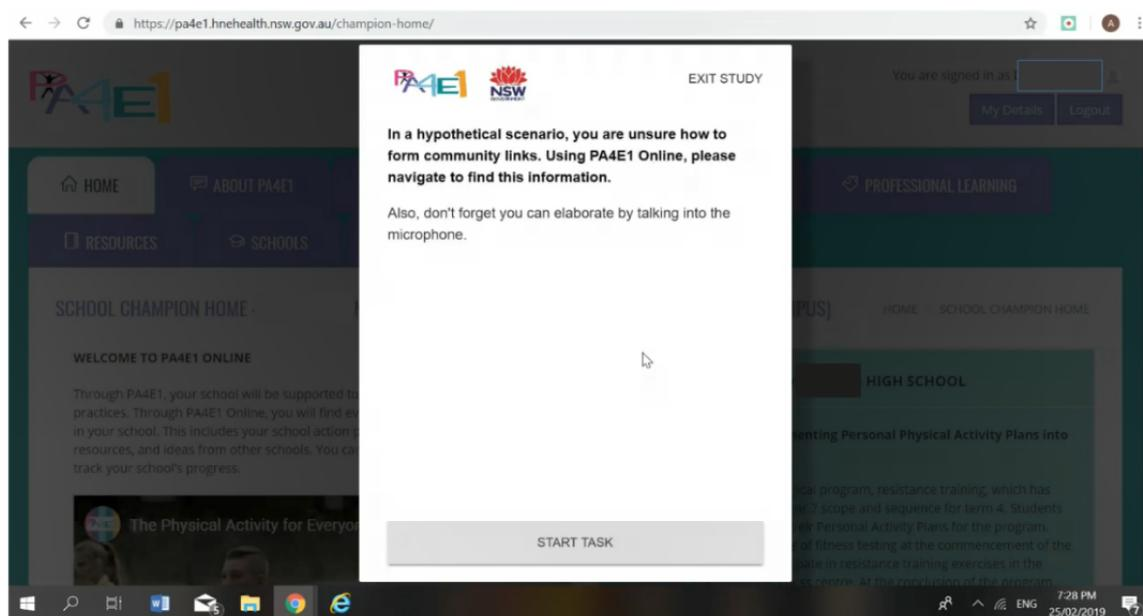 https://pa4e1.hnehealth.nsw.gov.au/champion-home/
A
PA4E1
You are signed in as
My Details
Logout
PA4E1
NSW
GOVERNMENT
EXIT STUDY
In a hypothetical scenario, you are unsure how to
form community links. Using PA4E1 Online, please
navigate to find this information.
Also, don't forget you can elaborate by talking into the
microphone.
START TASK
HOME
ABOUT PA4E1
PROFESSIONAL LEARNING
RESOURCES
SCHOOLS
SCHOOL CHAMPION HOME
HOME
SCHOOL CHAMPION HOME
WELCOME TO PA4E1 ONLINE
Through PA4E1, your school will be supported to
practices. Through PA4E1 Online, you will find
in your school. This includes your school action
resources, and ideas from other schools. You
track your school's progress.
The Physical Activity for
HIGH SCHOOL
Personal Physical Activity Plans into
program, resistance training, which has
7 scope and sequence for term 4. Students
Personal Activity Plans for the program.
of fitness testing at the commencement of the
in resistance training exercises in the
centre. At the conclusion of the program
5
ENG
7:28 PM
25/02/2019
7